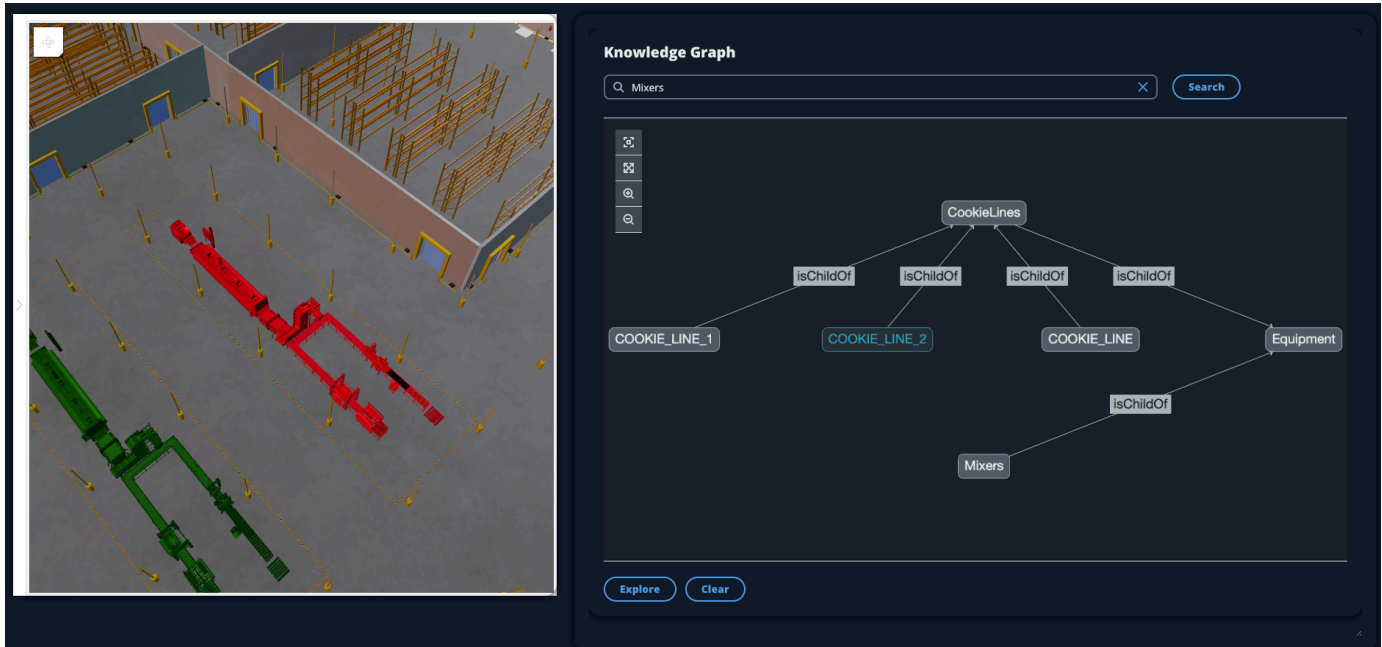 Knowledge Graph
Mixers
Search
CookieLines
isChildOf isChildOf isChildOf isChildOf
COOKIE_LINE_1 COOKIE_LINE_2 COOKIE_LINE Equipment
isChildOf
Mixers
Explore Clear